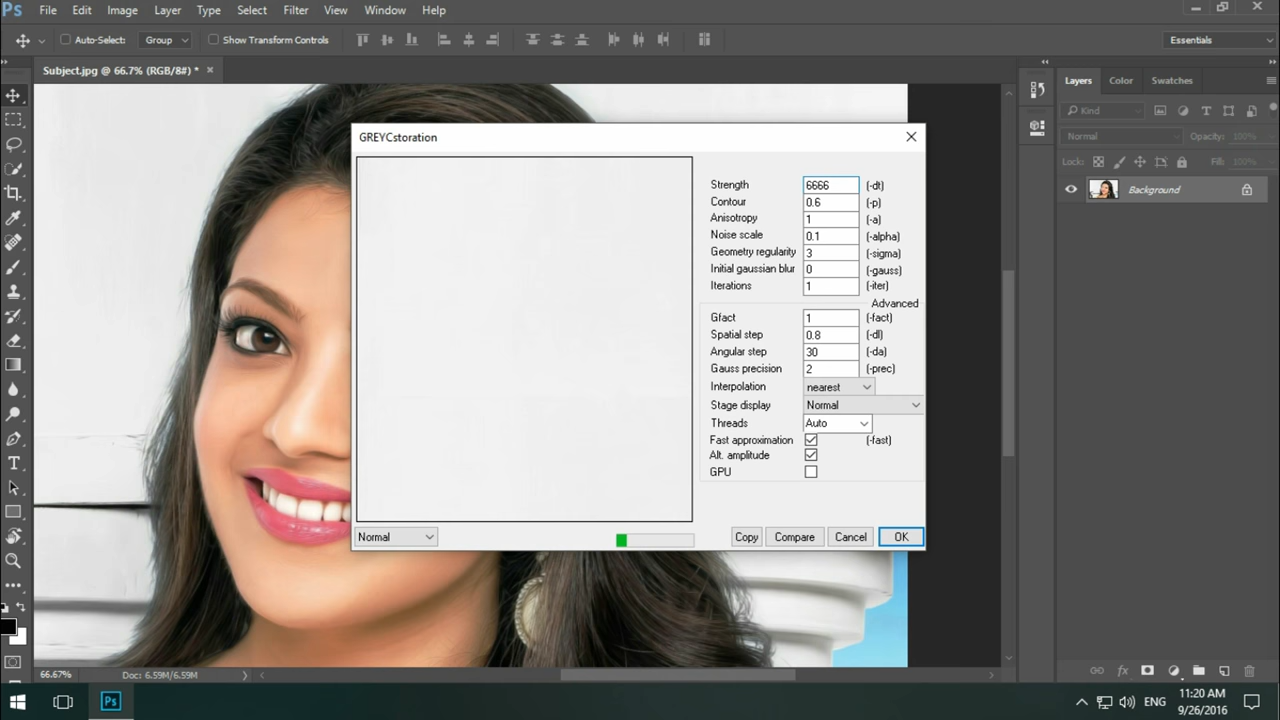 Ps File Edit Image Layer Type Select Filter View Window Help
Auto-Select: Group Show Transform Controls Essentials
Subject.jpg @ 66.7% (RGB/8#) * ×
Layers Color Swatches
Kind
Normal Opacity: 100%
Lock: Fill: 100%
Background
GREYCstoration
Strength 6666 (-dt)
Contour 0.6 (-p)
Anisotropy 1 (-a)
Noise scale 0.1 (-alpha)
Geometry regularity 3 (-sigma)
Initial gaussian blur 0 (-gauss)
Iterations 1 (-iter)
Advanced
Gfact 1 (-fact)
Spatial step 0.8 (-dl)
Angular step 30 (-da)
Gauss precision 2 (-prec)
Interpolation nearest
Stage display Normal
Threads Auto
Fast approximation (-fast)
Alt. amplitude
GPU
Normal Copy Compare Cancel OK
66.67% Doc: 6.59M/6.59M
Ps ENG 11:20 AM
9/26/2016